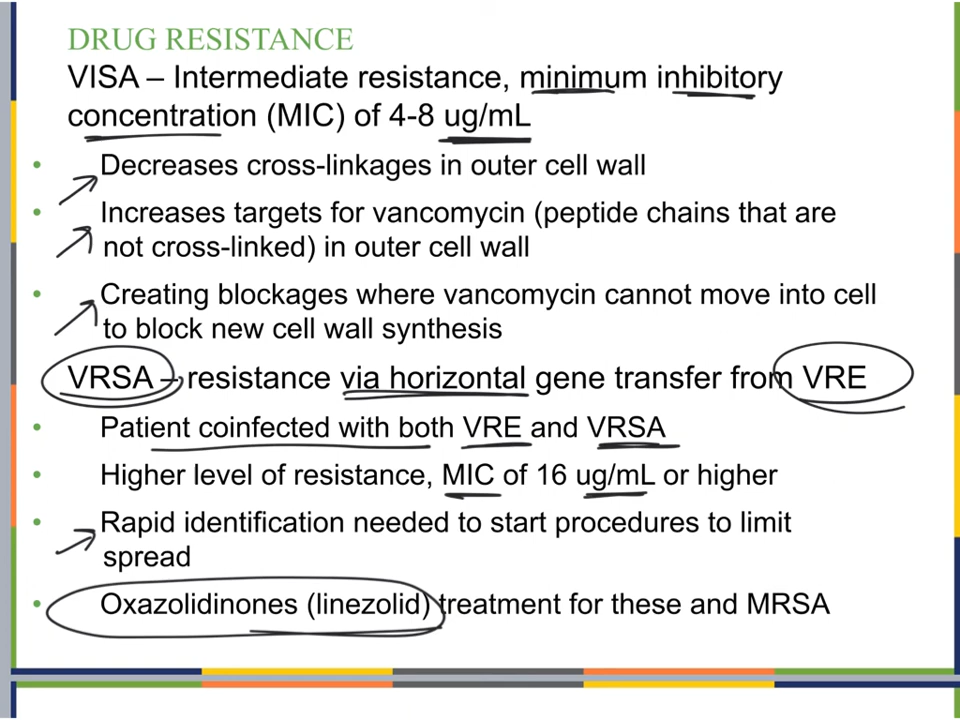 DRUG RESISTANCE
VISA – Intermediate resistance, minimum inhibitory
concentration (MIC) of 4-8 ug/mL
• Decreases cross-linkages in outer cell wall
• Increases targets for vancomycin (peptide chains that are
not cross-linked) in outer cell wall
• Creating blockages where vancomycin cannot move into cell
to block new cell wall synthesis
VRSA – resistance via horizontal gene transfer from VRE
• Patient coinfected with both VRE and VRSA
• Higher level of resistance, MIC of 16 ug/mL or higher
• Rapid identification needed to start procedures to limit
spread
• Oxazolidinones (linezolid) treatment for these and MRSA